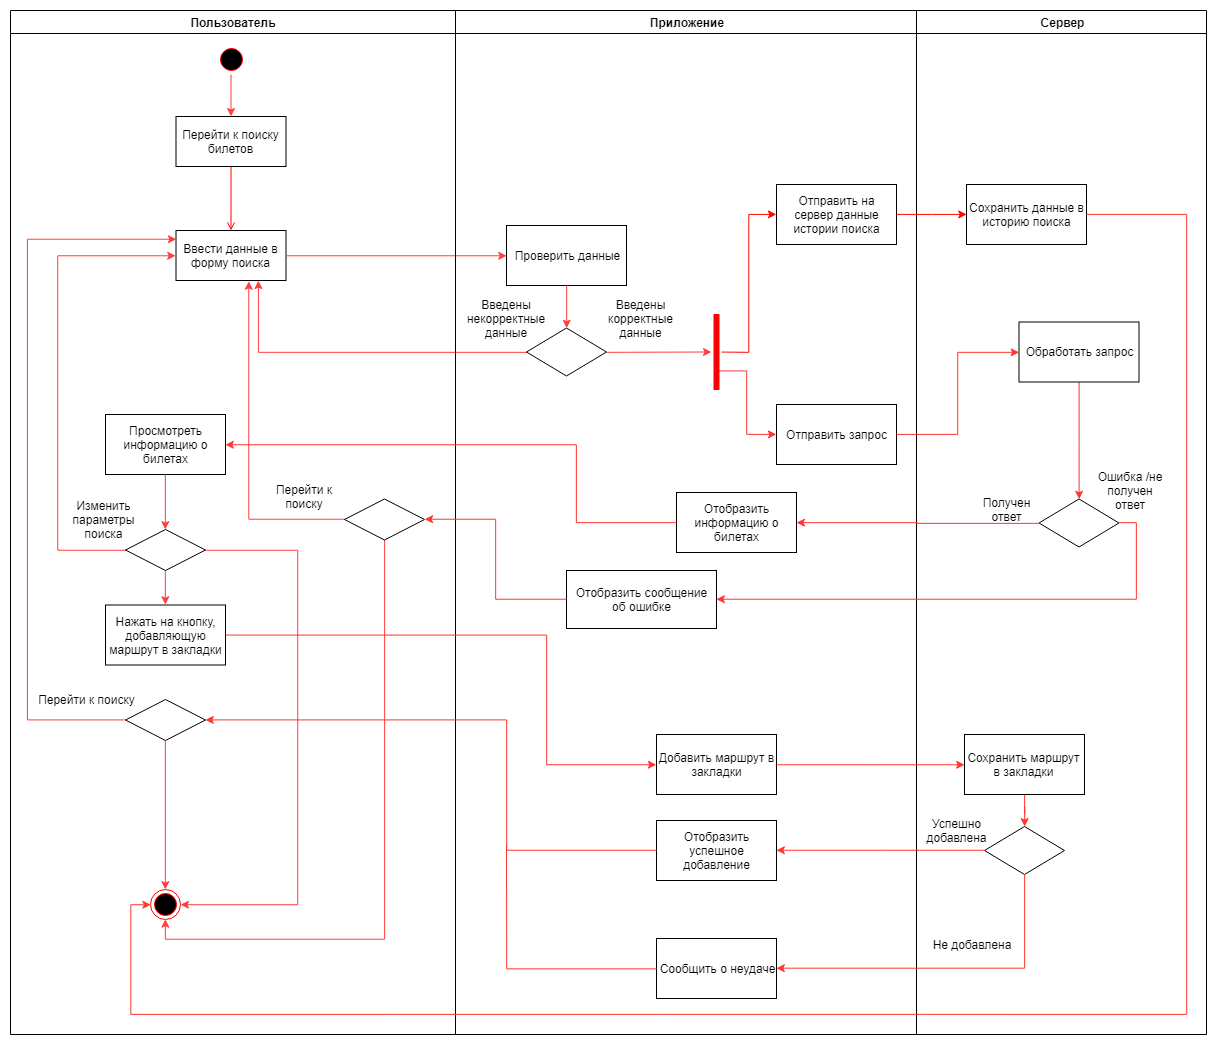 Пользователь
Приложение
Сервер
Перейти к поиску
билетов
Ввести данные в
форму поиска
Проверить данные
Отправить на
сервер данные
истории поиска
Сохранить данные в
историю поиска
Введены
некорректные
данные
Введены
корректные
данные
Обработать запрос
Отправить запрос
Просмотреть
информацию о
билетах
Перейти к
поиску
Изменить
параметры
поиска
Отобразить
информацию о
билетах
Получен
ответ
Ошибка /не
получен
ответ
Отобразить сообщение
об ошибке
Нажать на кнопку,
добавляющую
маршрут в закладки
Перейти к поиску
Добавить маршрут в
закладки
Сохранить маршрут
в закладки
Отобразить
успешное
добавление
Успешно
добавлена
Сообщить о неудаче
Не добавлена